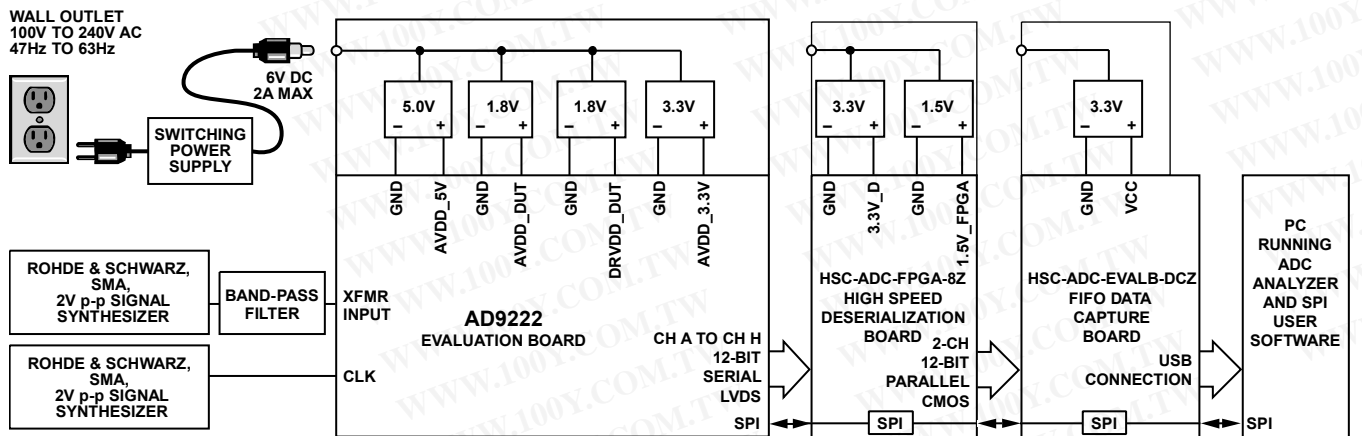 WALL OUTLET
100V TO 240V AC
47Hz TO 63Hz
6V DC
2A MAX
SWITCHING
POWER
SUPPLY
5.0V
– +
1.8V
– +
1.8V
– +
3.3V
– +
3.3V
– +
1.5V
– +
3.3V
– +
GND
AVDD_5V
GND
AVDD_DUT
GND
DRVDD_DUT
GND
AVDD_3.3V
GND
3.3V_D
GND
1.5V_FPGA
GND
VCC
ROHDE & SCHWARZ,
SMA,
2V p-p SIGNAL
SYNTHESIZER
BAND-PASS
FILTER
XFMR
INPUT
ROHDE & SCHWARZ,
SMA,
2V p-p SIGNAL
SYNTHESIZER
CLK
AD9222
EVALUATION BOARD
CH A TO CH H
12-BIT
SERIAL
LVDS
SPI
HSC-ADC-FPGA-8Z
HIGH SPEED
DESERIALIZATION
BOARD
2-CH
12-BIT
PARALLEL
CMOS
SPI
HSC-ADC-EVALB-DCZ
FIFO DATA
CAPTURE
BOARD
USB
CONNECTION
SPI
PC
RUNNING
ADC
ANALYZER
AND SPI
USER
SOFTWARE
SPI
WWW.100Y.COM.TW